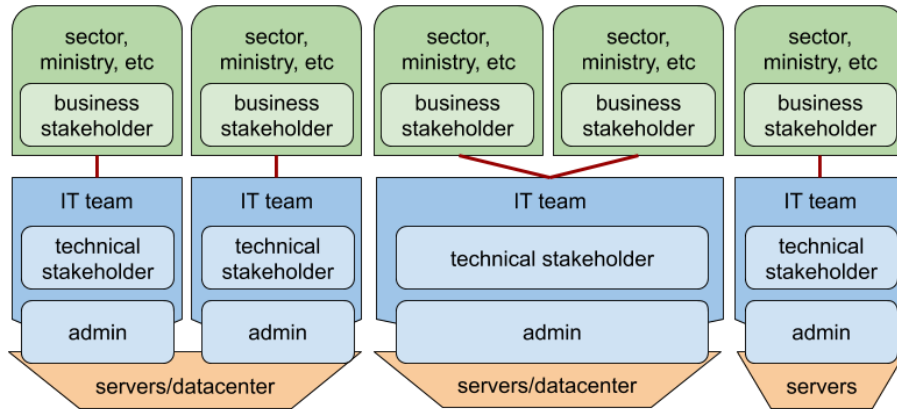 sector,
ministry, etc
business
stakeholder
sector,
ministry, etc
business
stakeholder
sector,
ministry, etc
business
stakeholder
sector,
ministry, etc
business
stakeholder
sector,
ministry, etc
business
stakeholder
IT team
technical
stakeholder
admin
IT team
technical
stakeholder
admin
IT team
technical stakeholder
admin
IT team
technical
stakeholder
admin
servers/datacenter
servers/datacenter
servers